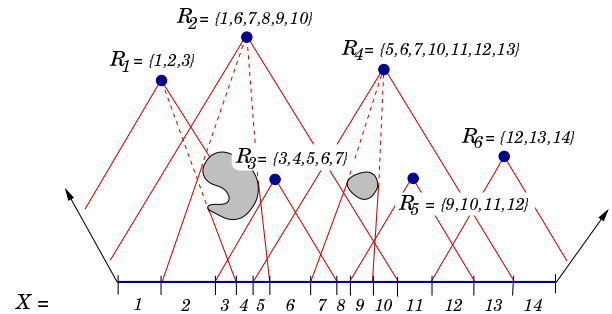 R2 = {1,6,7,8,9,10}
R1 = {1,2,3}
R4 = {5,6,7,10,11,12,13}
R6 = {12,13,14}
R3 = {3,4,5,6,7}
R5 = {9,10,11,12}
X = 1 2 3 4 5 6 7 8 9 10 11 12 13 14